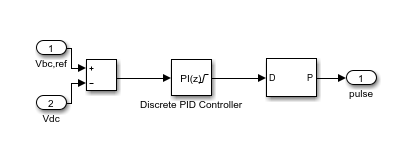 1
Vbc,ref
+
−
PI(z)
D P
1
pulse
2
Vdc
Discrete PID Controller